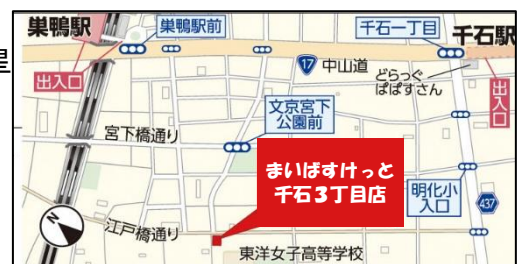 巣鴨駅
巣鴨駅前
千石一丁目
千石駅
出入口
17 中山道
どらっぐ
ぱぱすさん
出入口
文京宮下
公園前
宮下橋通り
まいばすけっと
千石3丁目店
明化小
入口
437
N
江戸橋通り
東洋女子高等学校